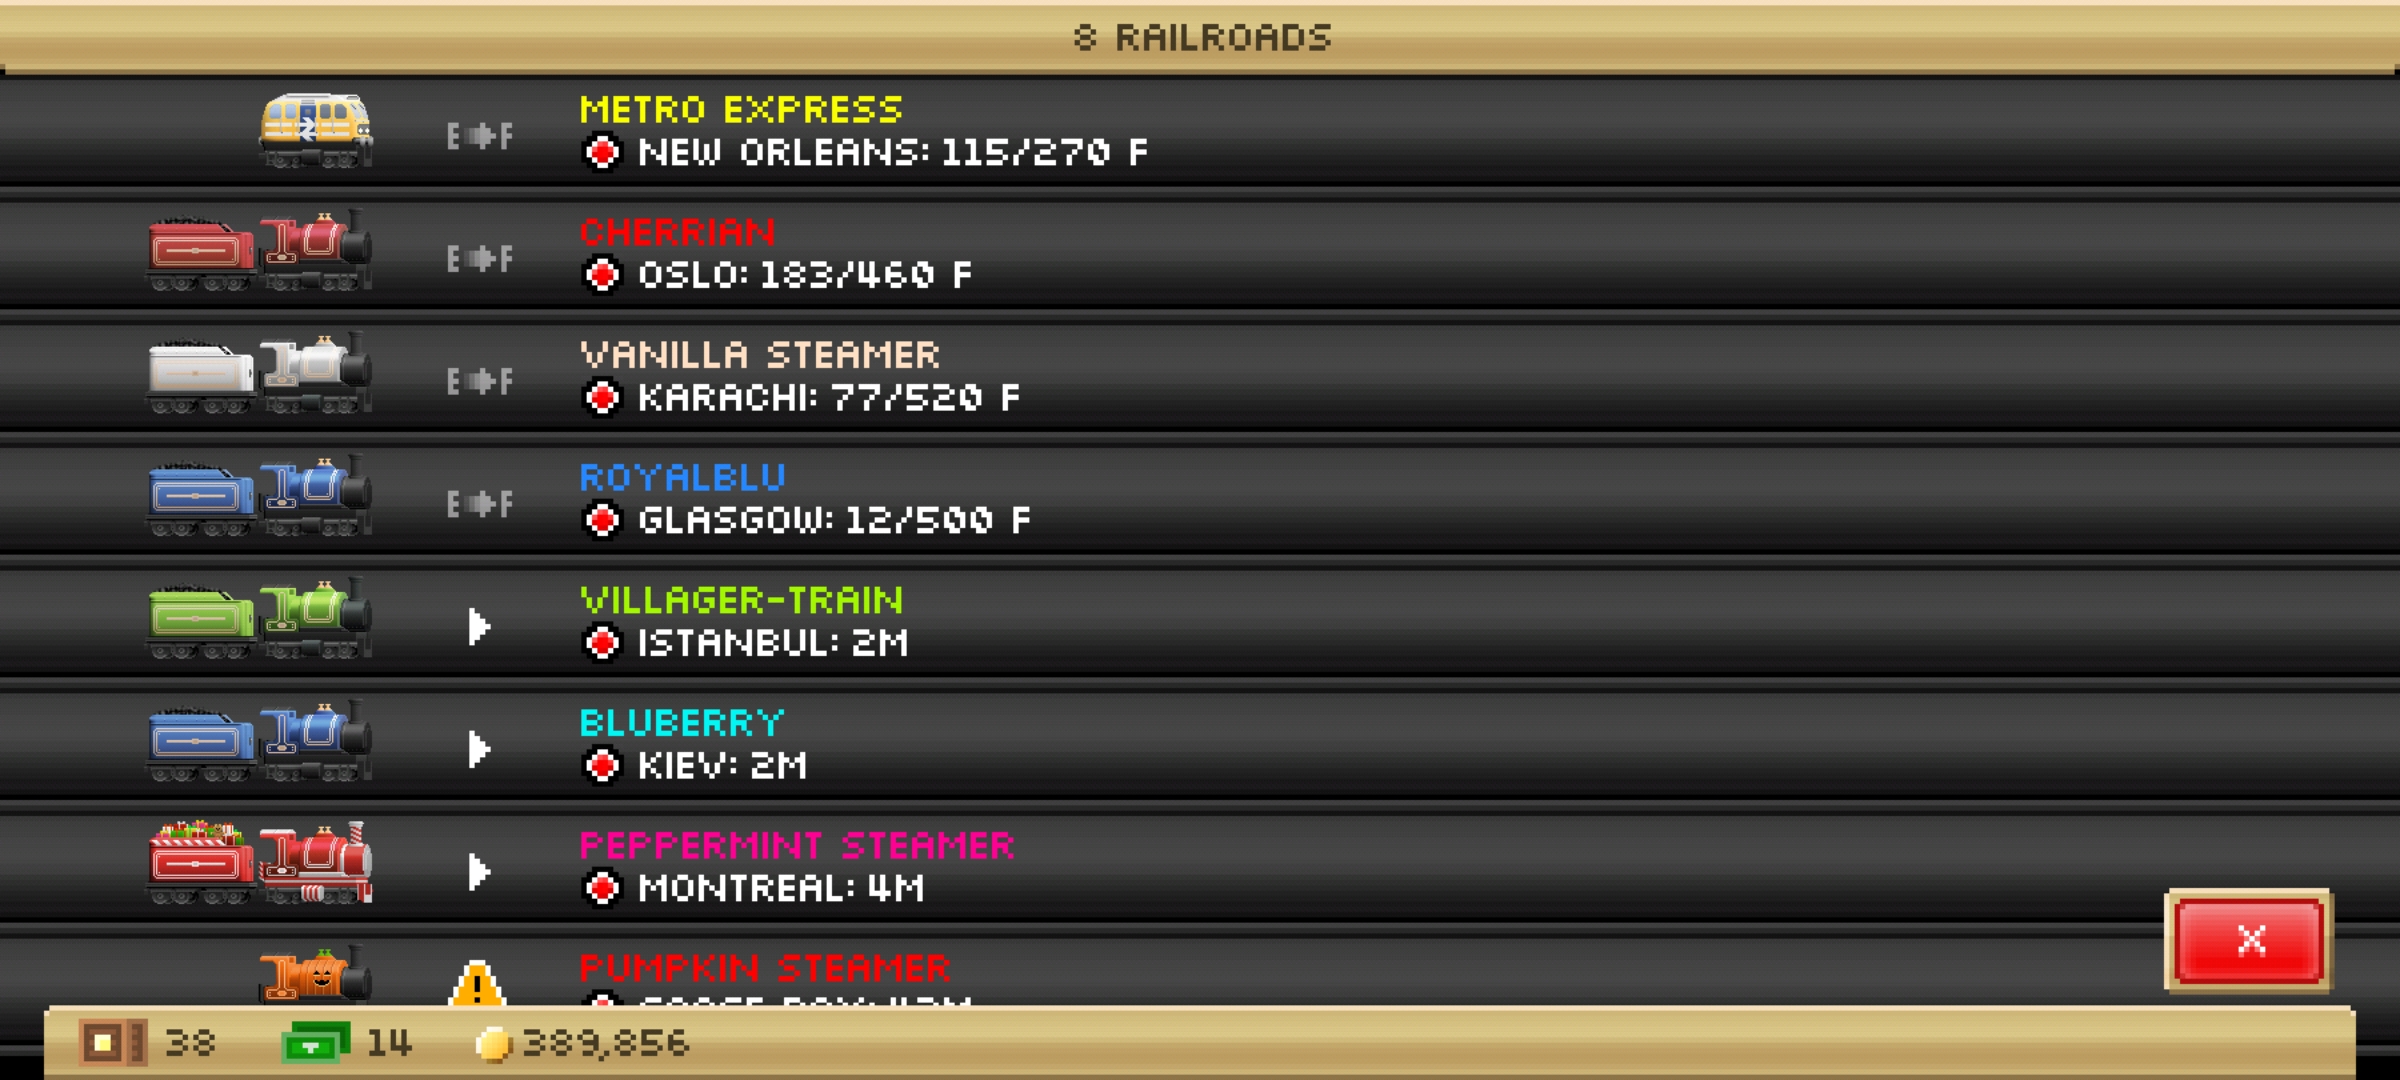 8 RAILROADS
E F
METRO EXPRESS
NEW ORLEANS: 115/270 F
E F
CHERRIAN
OSLO: 183/460 F
E F
VANILLA STEAMER
KARACHI: 77/520 F
E F
ROYALBLU
GLASGOW: 12/500 F
VILLAGER-TRAIN
ISTANBUL: 2M
BLUBERRY
KIEV: 2M
PEPPERMINT STEAMER
MONTREAL: 4M
X
PUMPKIN STEAMER
38 14 389,856